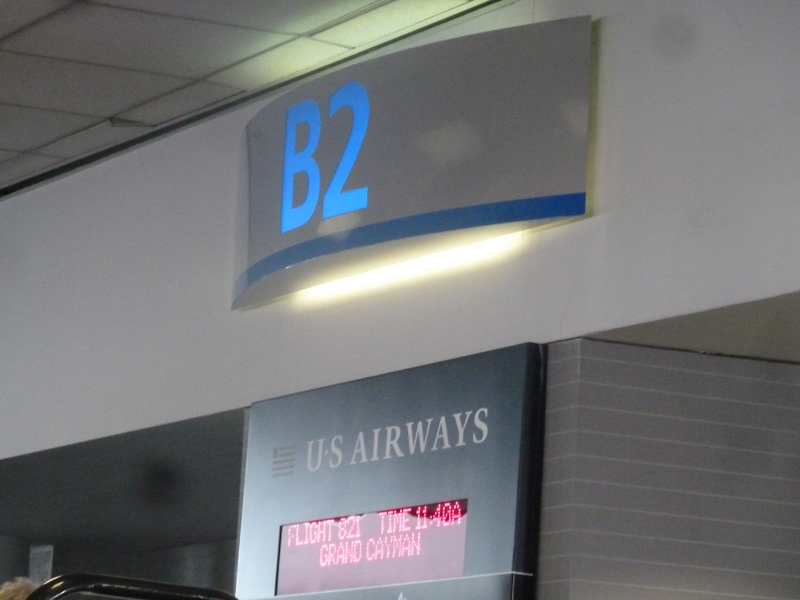 B2
U·S AIRWAYS
FLIGHT 821 TIME 11:40A
GRAND CAYMAN